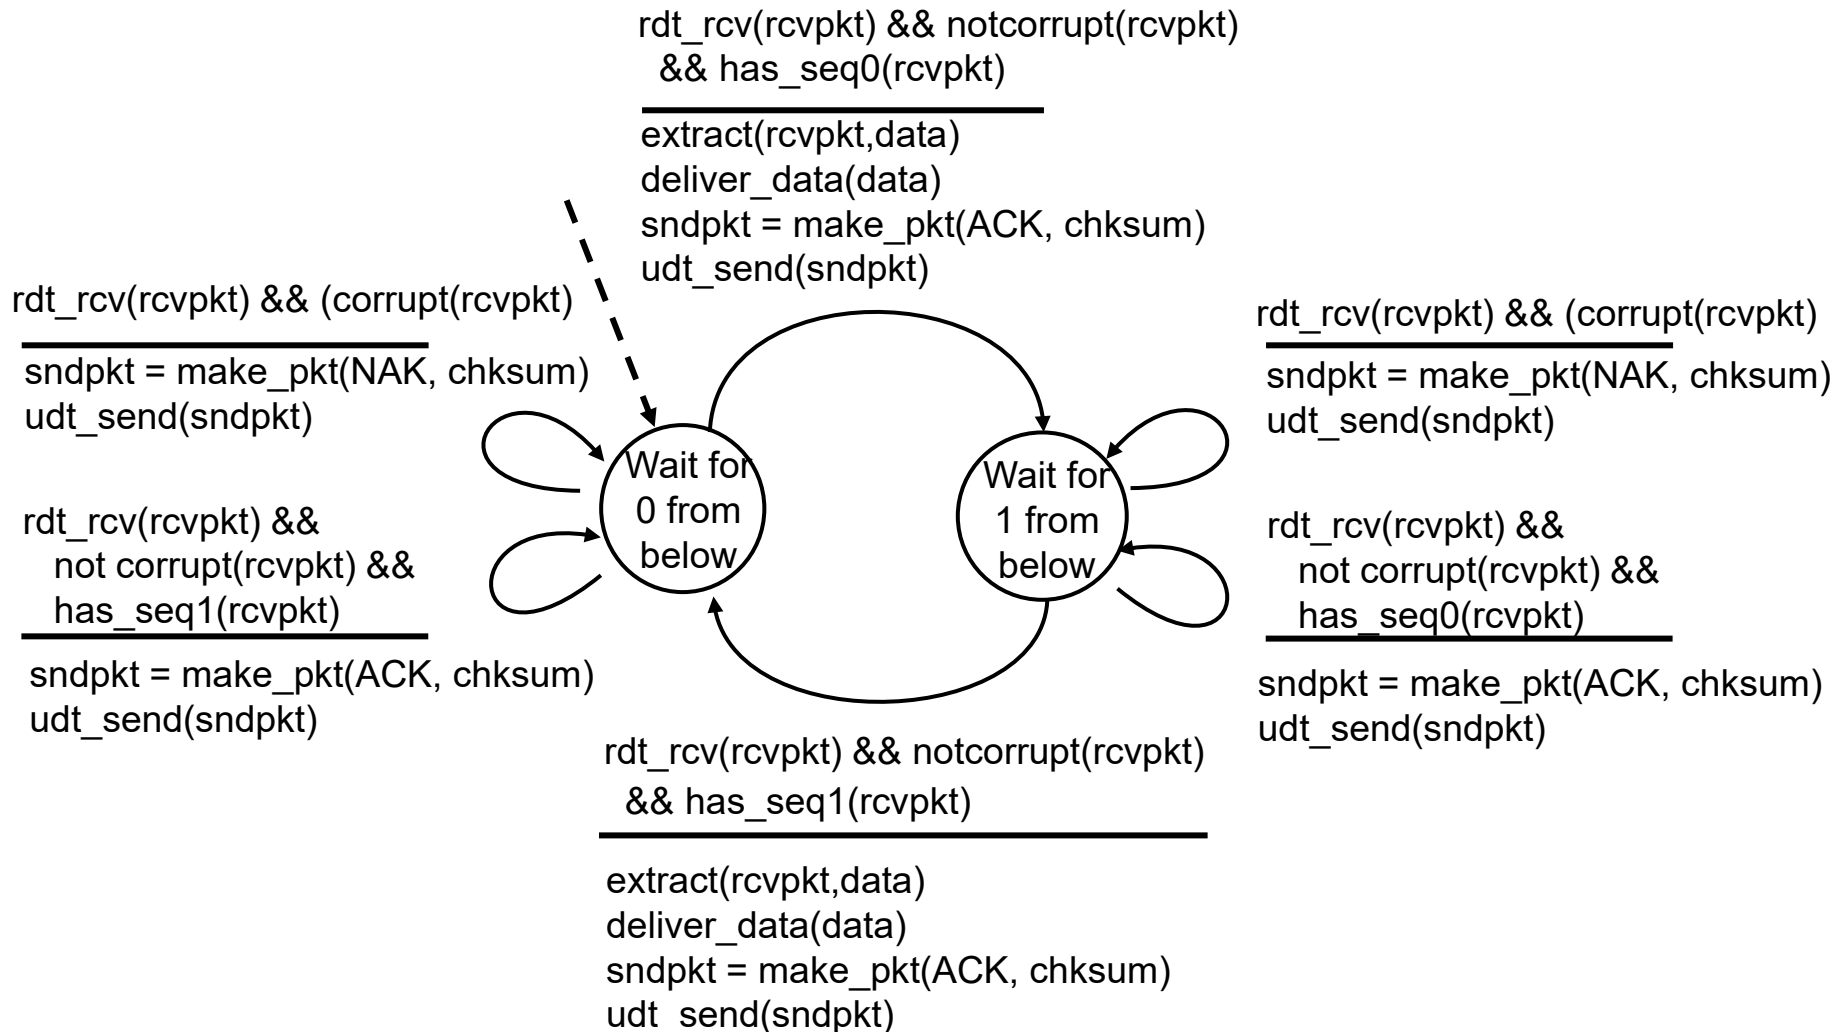 rdt_rcv(rcvpkt) && notcorrupt(rcvpkt)
&& has_seq0(rcvpkt)
extract(rcvpkt,data)
deliver_data(data)
sndpkt = make_pkt(ACK, chksum)
udt_send(sndpkt)
rdt_rcv(rcvpkt) && (corrupt(rcvpkt)
sndpkt = make_pkt(NAK, chksum)
udt_send(sndpkt)
rdt_rcv(rcvpkt) &&
not corrupt(rcvpkt) &&
has_seq1(rcvpkt)
sndpkt = make_pkt(ACK, chksum)
udt_send(sndpkt)
Wait for
0 from
below
Wait for
1 from
below
rdt_rcv(rcvpkt) && (corrupt(rcvpkt)
sndpkt = make_pkt(NAK, chksum)
udt_send(sndpkt)
rdt_rcv(rcvpkt) &&
not corrupt(rcvpkt) &&
has_seq0(rcvpkt)
sndpkt = make_pkt(ACK, chksum)
udt_send(sndpkt)
rdt_rcv(rcvpkt) && notcorrupt(rcvpkt)
&& has_seq1(rcvpkt)
extract(rcvpkt,data)
deliver_data(data)
sndpkt = make_pkt(ACK, chksum)
udt_send(sndpkt)